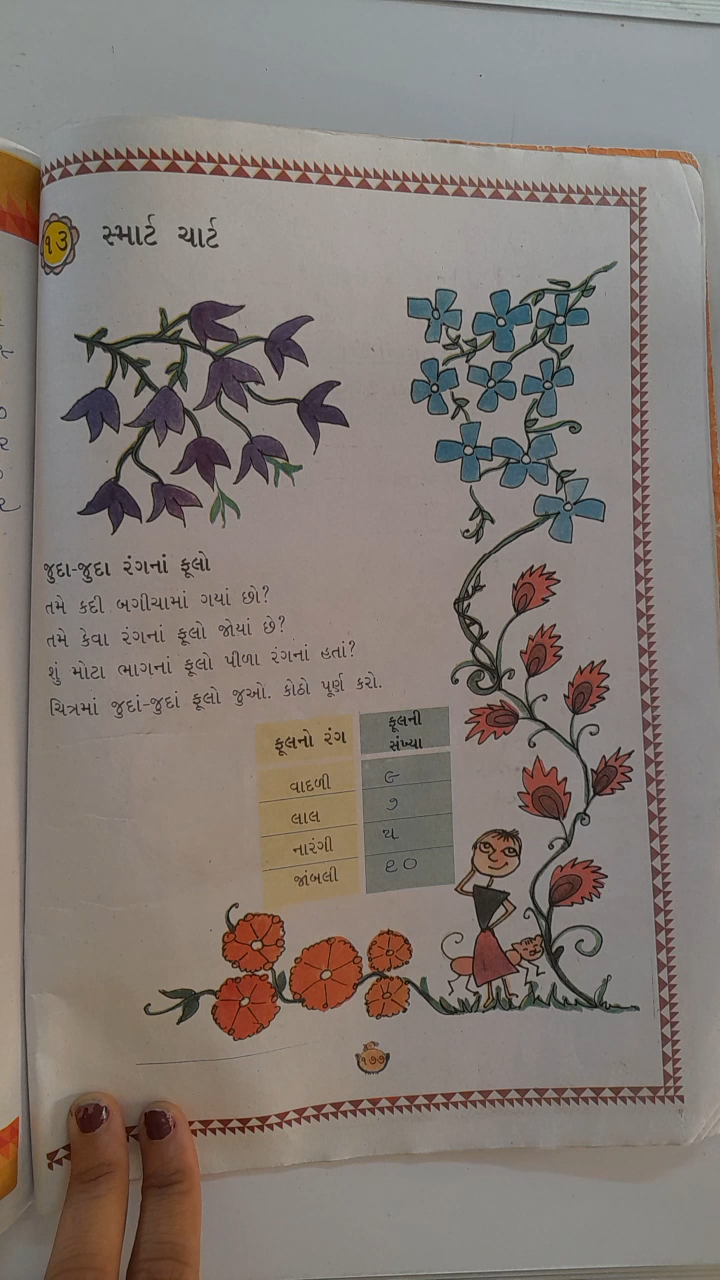 ૧૩ સ્માર્ટ ચાર્ટ
જુદા-જુદા રંગનાં ફૂલો
તમે કદી બગીચામાં ગયાં છો?
તમે કેવા રંગનાં ફૂલો જોયાં છે?
શું મોટા ભાગનાં ફૂલો પીળા રંગનાં હતાં?
ચિત્રમાં જુદાં-જુદાં ફૂલો જુઓ. કોઠો પૂર્ણ કરો.
ફૂલનો રંગ ફૂલની સંખ્યા
વાદળી ૯
લાલ ૭
નારંગી ૫
જાંબલી ૧૦
૧૭૭